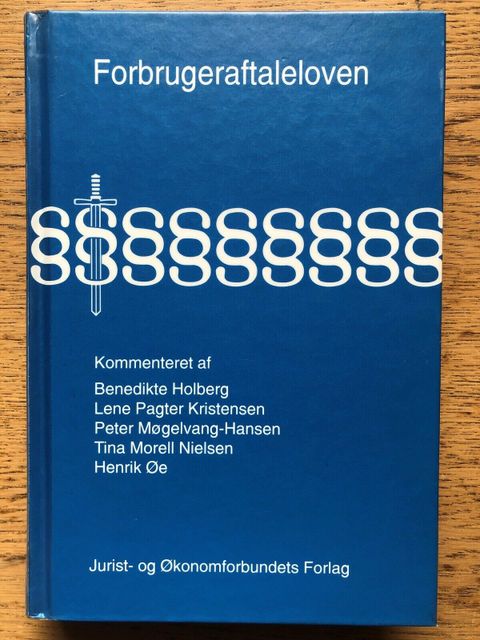 Forbrugeraftaleloven
§§§§§§§§§
Kommenteret af
Benedikte Holberg
Lene Pagter Kristensen
Peter Møgelvang-Hansen
Tina Morell Nielsen
Henrik Øe
Jurist- og Økonomforbundets Forlag